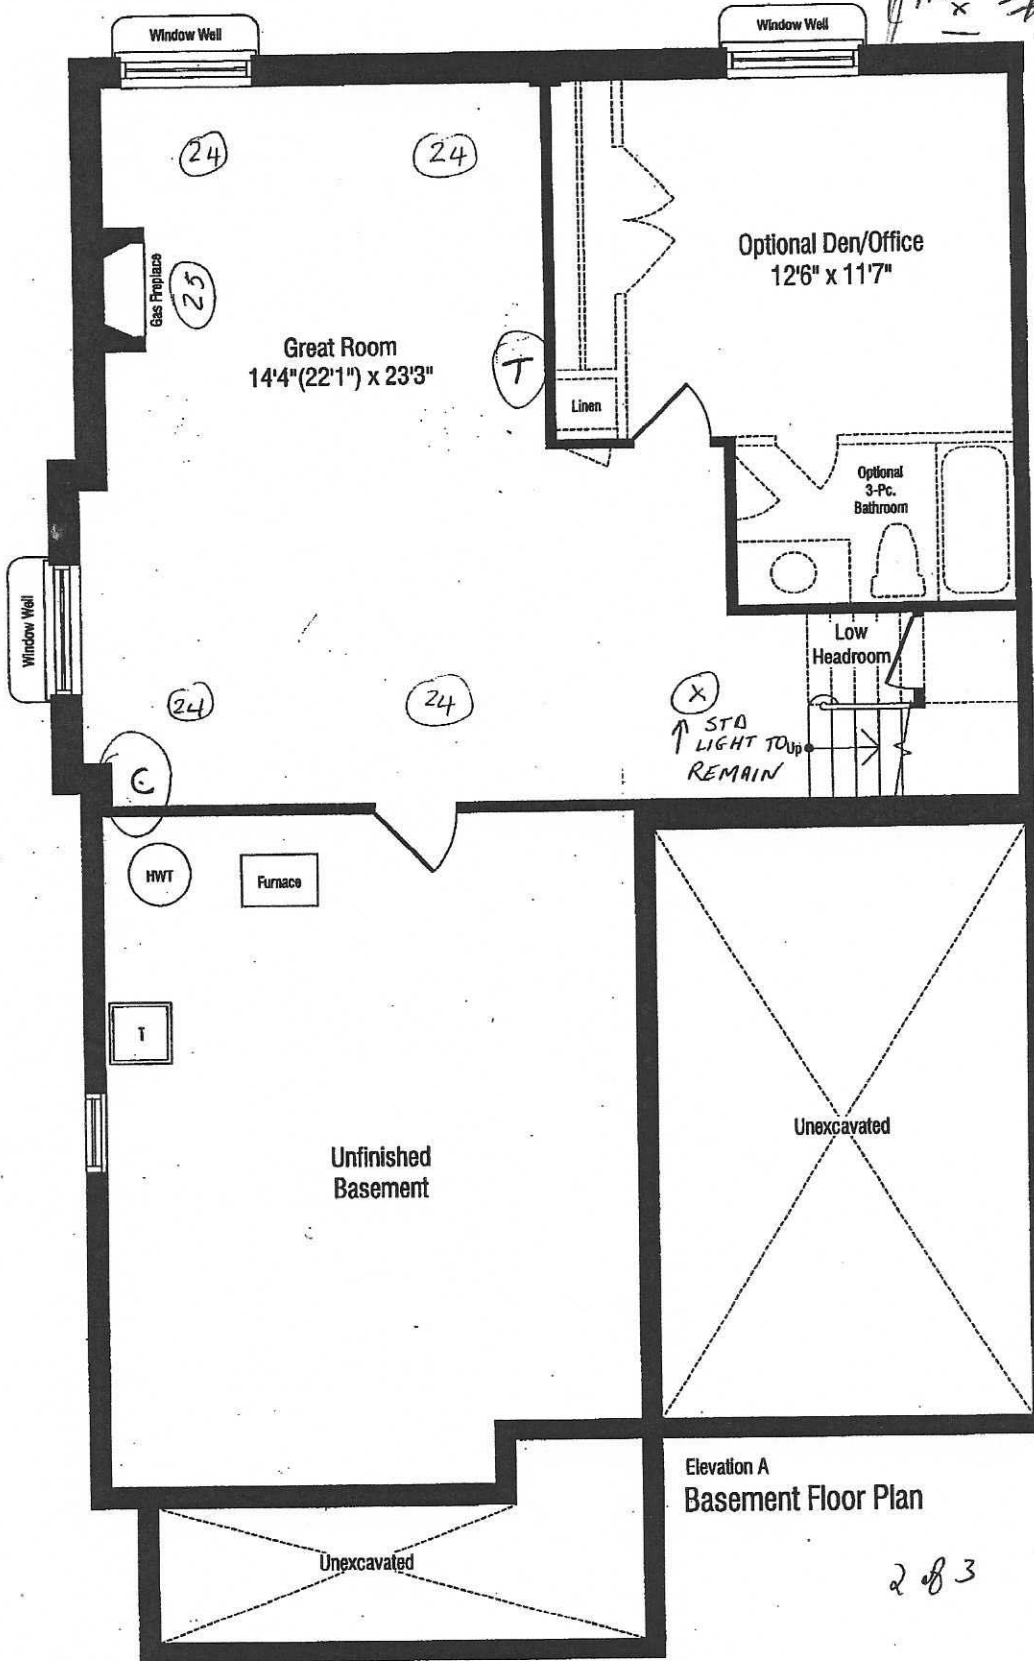 Window Well
Window Well
x
24
24
Optional Den/Office
12'6" x 11'7"
Gas Fireplace
25
Great Room
14'4"(22'1") x 23'3"
T
Linen
Optional
3-Pc.
Bathroom
Window Well
Low
Headroom
24
24
X
STD
LIGHT TO
REMAIN
Up
C
HWT
Furnace
T
Unfinished
Basement
Unexcavated
Elevation A
Basement Floor Plan
Unexcavated
2 of 3